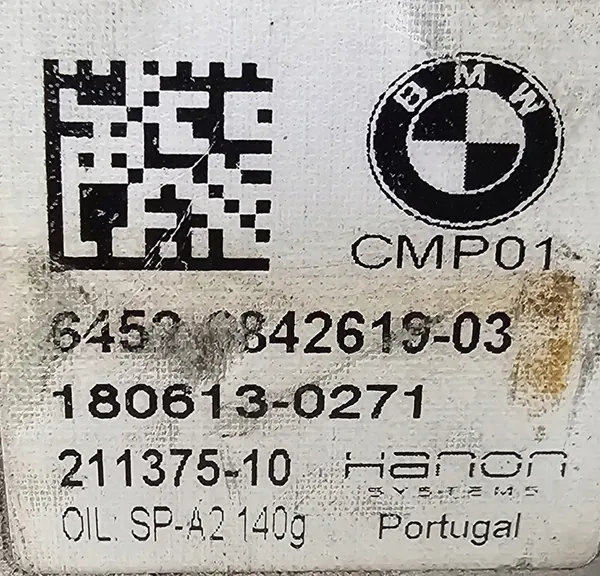 BMW
CMP01
6452 6842619-03
180613-0271
211375-10 Hanon
SYSTEMS
OIL: SP-A2 140g Portugal